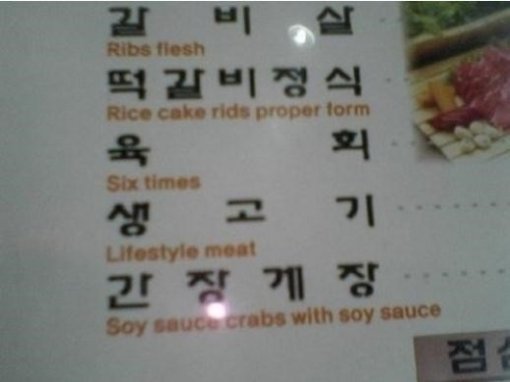 갈비살
Ribs flesh
떡갈비정식
Rice cake rids proper form
육회
Six times
생고기
Lifestyle meat
간장게장
Soy sauce crabs with soy sauce
점